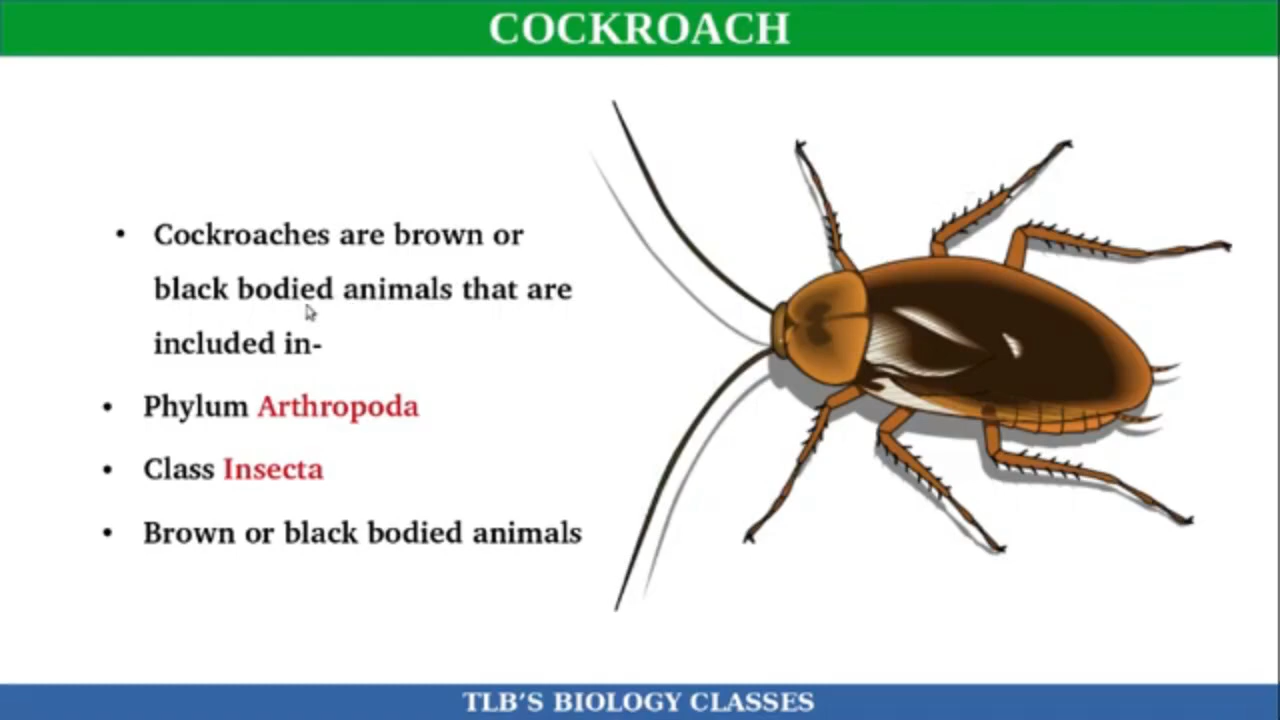 COCKROACH
• Cockroaches are brown or
black bodied animals that are
included in-
• Phylum Arthropoda
• Class Insecta
• Brown or black bodied animals
TLB’S BIOLOGY CLASSES